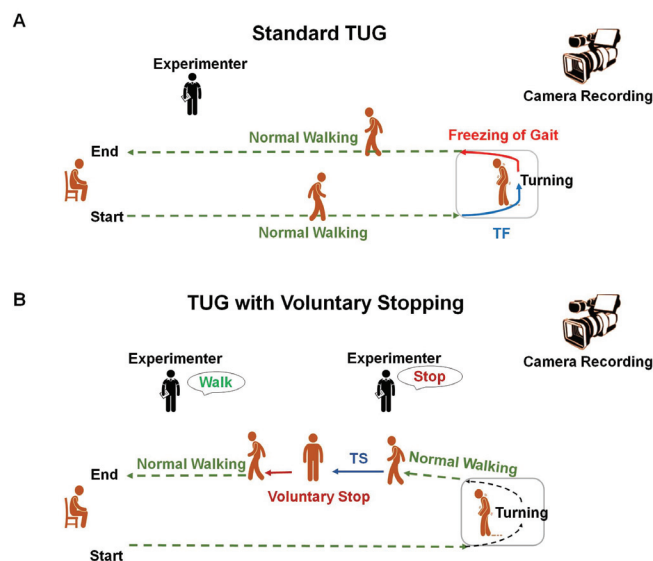 A
Standard TUG
Experimenter
Camera Recording
Normal Walking
Freezing of Gait
End
Turning
Start
Normal Walking
TF
B
TUG with Voluntary Stopping
Experimenter
Experimenter
Camera Recording
Walk
Stop
Normal Walking
TS
Normal Walking
End
Voluntary Stop
Turning
Start